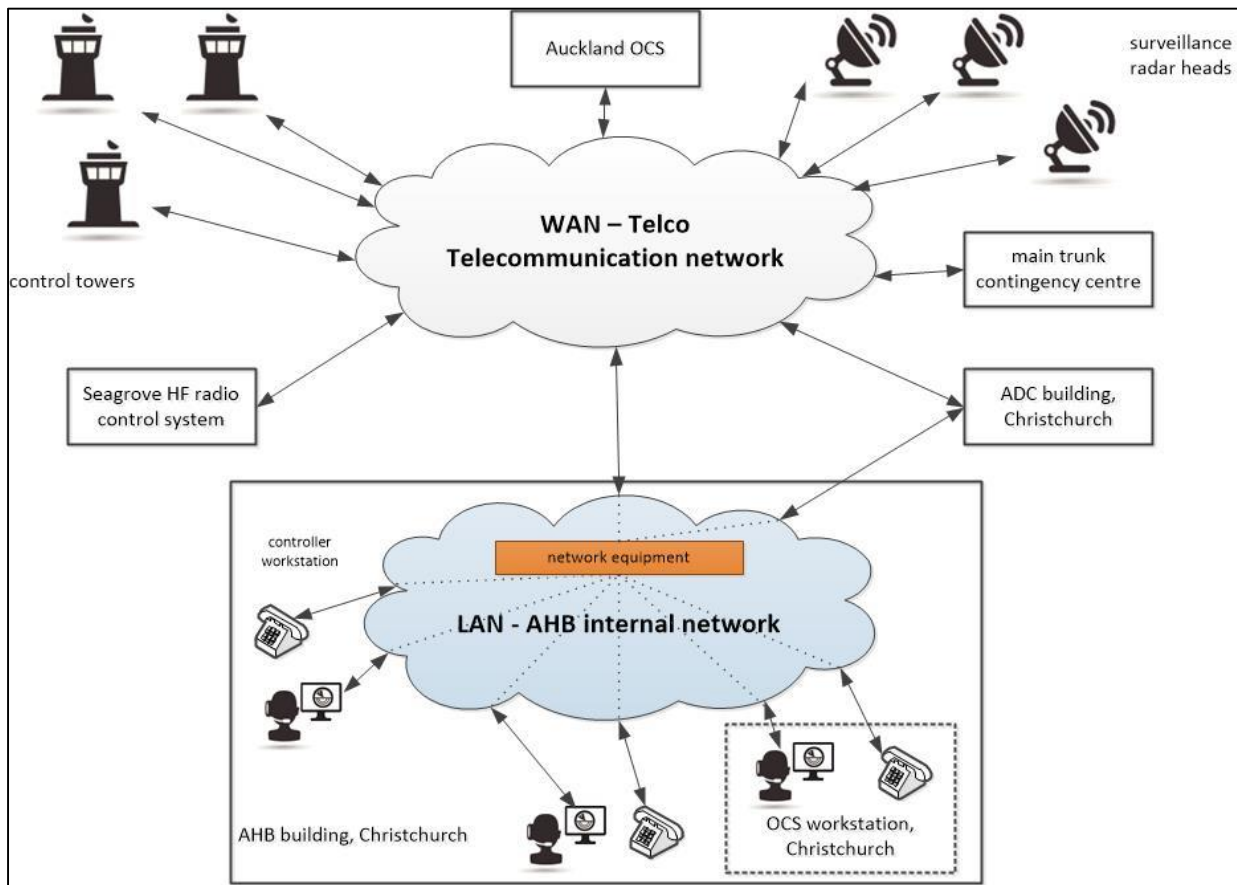 Auckland OCS
surveillance
radar heads
WAN – Telco
Telecommunication network
control towers
main trunk
contingency centre
Seagrove HF radio
control system
ADC building,
Christchurch
controller
workstation
network equipment
LAN - AHB internal network
AHB building, Christchurch
OCS workstation,
Christchurch